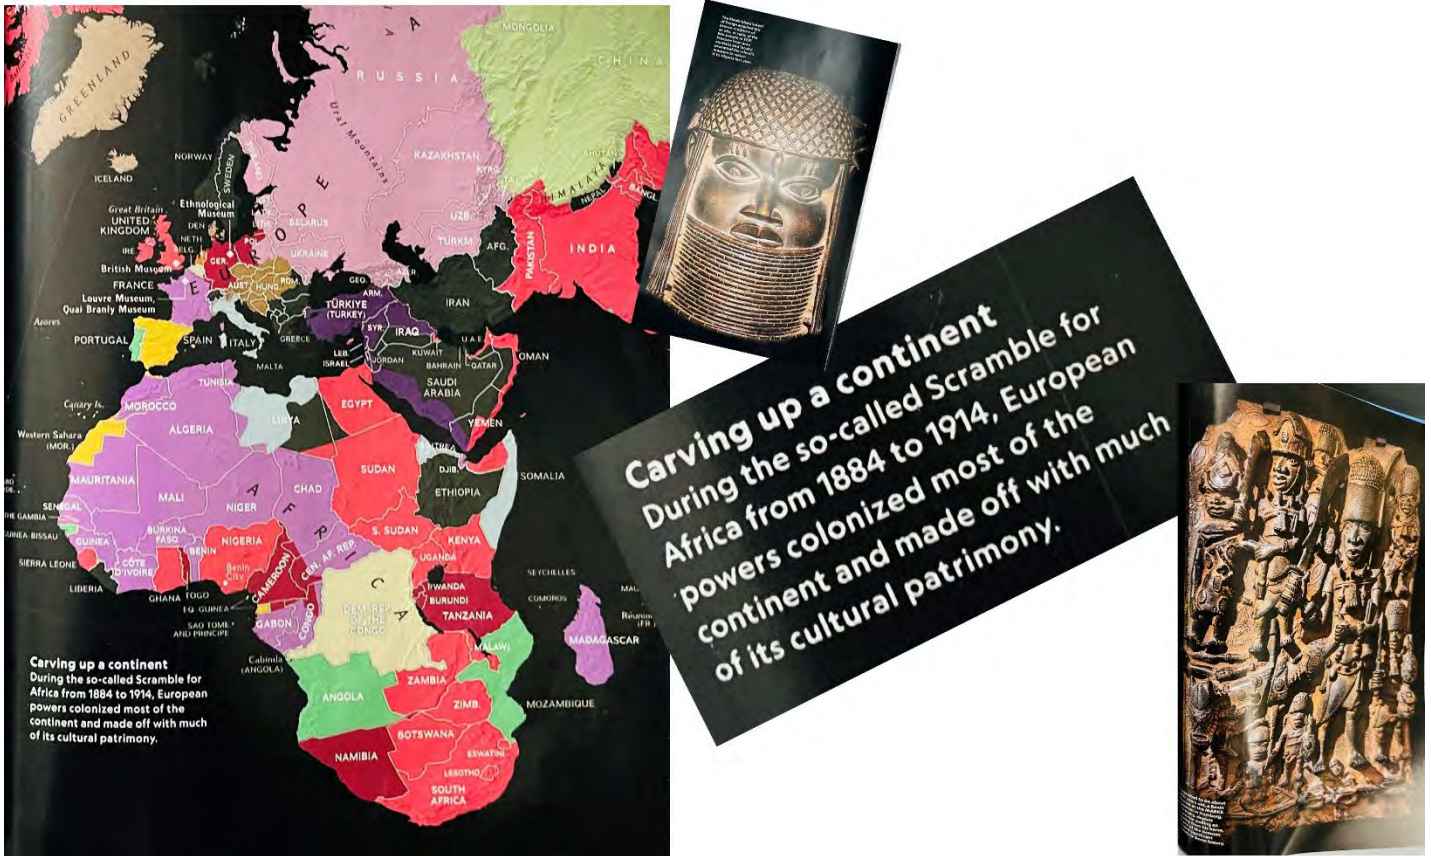 MONGOLIA
CHINA
RUSSIA
GREENLAND
Ural Mountains
KAZAKHSTAN
KYRG.
BHUTAN
HIMALAYA
NEPAL
BANGL.
NORWAY
SWEDEN
ICELAND
EUROPE
UZB.
TURKM.
AFG.
PAKISTAN
INDIA
Great Britain
UNITED
KINGDOM
Ethnological
Museum
DEN
NETH
IRE
POL
BELARUS
UKRAINE
GER.
British Museum
FRANCE
AUST
HUNG
ROM.
GEO.
AZER
ARM.
Louvre Museum,
Quai Branly Museum
TÜRKIYE
(TURKEY)
IRAN
Azores
PORTUGAL
SPAIN
ITALY
GREECE
SYR.
IRAQ
LEB.
ISRAEL
JORDAN
KUWAIT
U.A.E.
OMAN
MALTA
BAHRAIN
QATAR
TUNISIA
SAUDI
ARABIA
Canary Is.
MOROCCO
ALGERIA
LIBYA
EGYPT
YEMEN
Western Sahara
(MOR.)
MAURITANIA
MALI
NIGER
CHAD
SUDAN
ERITREA
DJIB.
ETHIOPIA
SOMALIA
AFRICA
SENEGAL
THE GAMBIA
GUINEA-BISSAU
GUINEA
BURKINA
FASO
BENIN
NIGERIA
S. SUDAN
CEN. AF. REP.
KENYA
UGANDA
SIERRA LEONE
CÔTE
D'IVOIRE
Benin
City
CAMEROON
LIBERIA
GHANA
TOGO
EQ. GUINEA
SAO TOME
AND PRINCIPE
GABON
CONGO
DEM. REP.
OF THE
CONGO
RWANDA
BURUNDI
TANZANIA
SEYCHELLES
COMOROS
Cabinda
(ANGOLA)
MALAWI
MADAGASCAR
ANGOLA
ZAMBIA
ZIMB.
MOZAMBIQUE
BOTSWANA
NAMIBIA
ESWATINI
LESOTHO
SOUTH
AFRICA
Carving up a continent
During the so-called Scramble for
Africa from 1884 to 1914, European
powers colonized most of the
continent and made off with much
of its cultural patrimony.
Carving up a continent
During the so-called Scramble for
Africa from 1884 to 1914, European
powers colonized most of the
continent and made off with much
of its cultural patrimony.